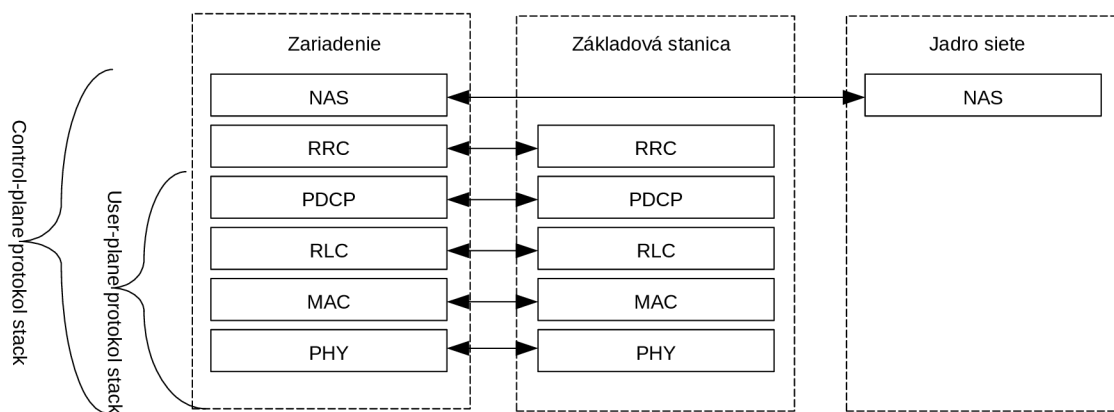 Zariadenie
Základová stanica
Jadro siete
NAS
NAS
RRC
RRC
PDCP
PDCP
RLC
RLC
MAC
MAC
PHY
PHY
Control-plane protokol stack
User-plane protokol stack